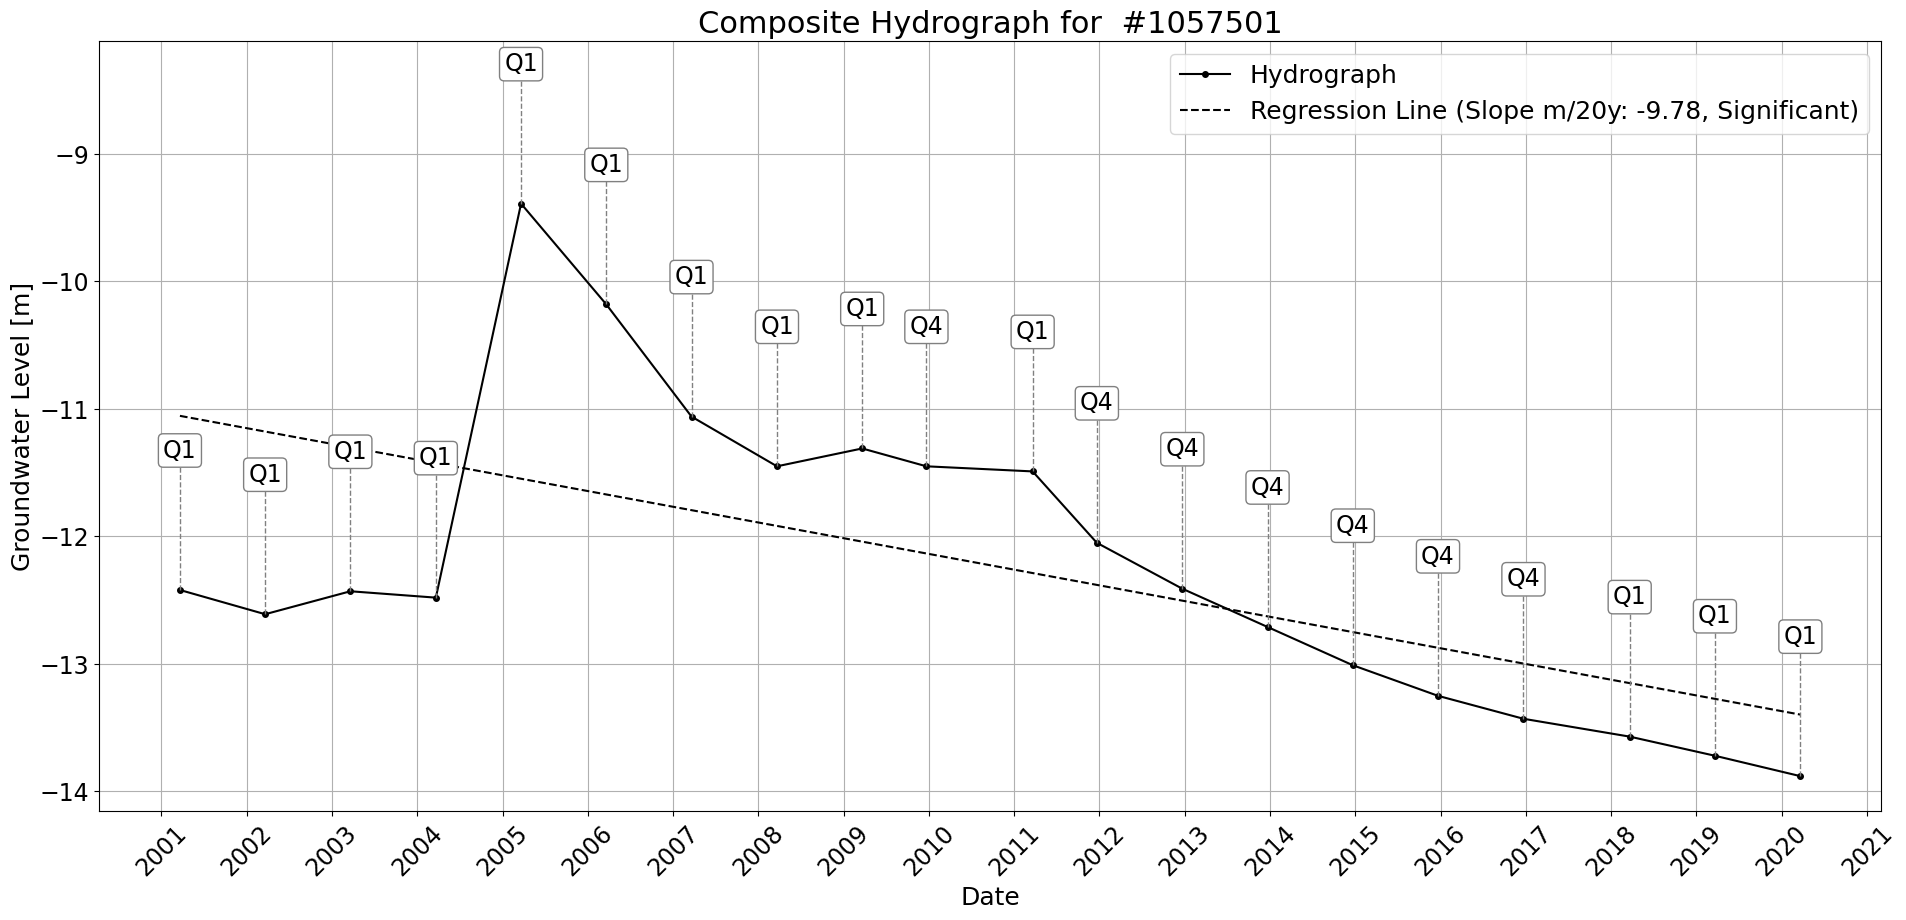 Composite Hydrograph for  #1057501
Hydrograph
Regression Line (Slope m/20y: -9.78, Significant)
Groundwater Level [m]
−9
−10
−11
−12
−13
−14
Q1
Q1
Q1
Q1
Q1
Q1
Q1
Q1
Q1
Q4
Q1
Q4
Q4
Q4
Q4
Q4
Q4
Q1
Q1
Q1
2001
2002
2003
2004
2005
2006
2007
2008
2009
2010
2011
2012
2013
2014
2015
2016
2017
2018
2019
2020
2021
Date